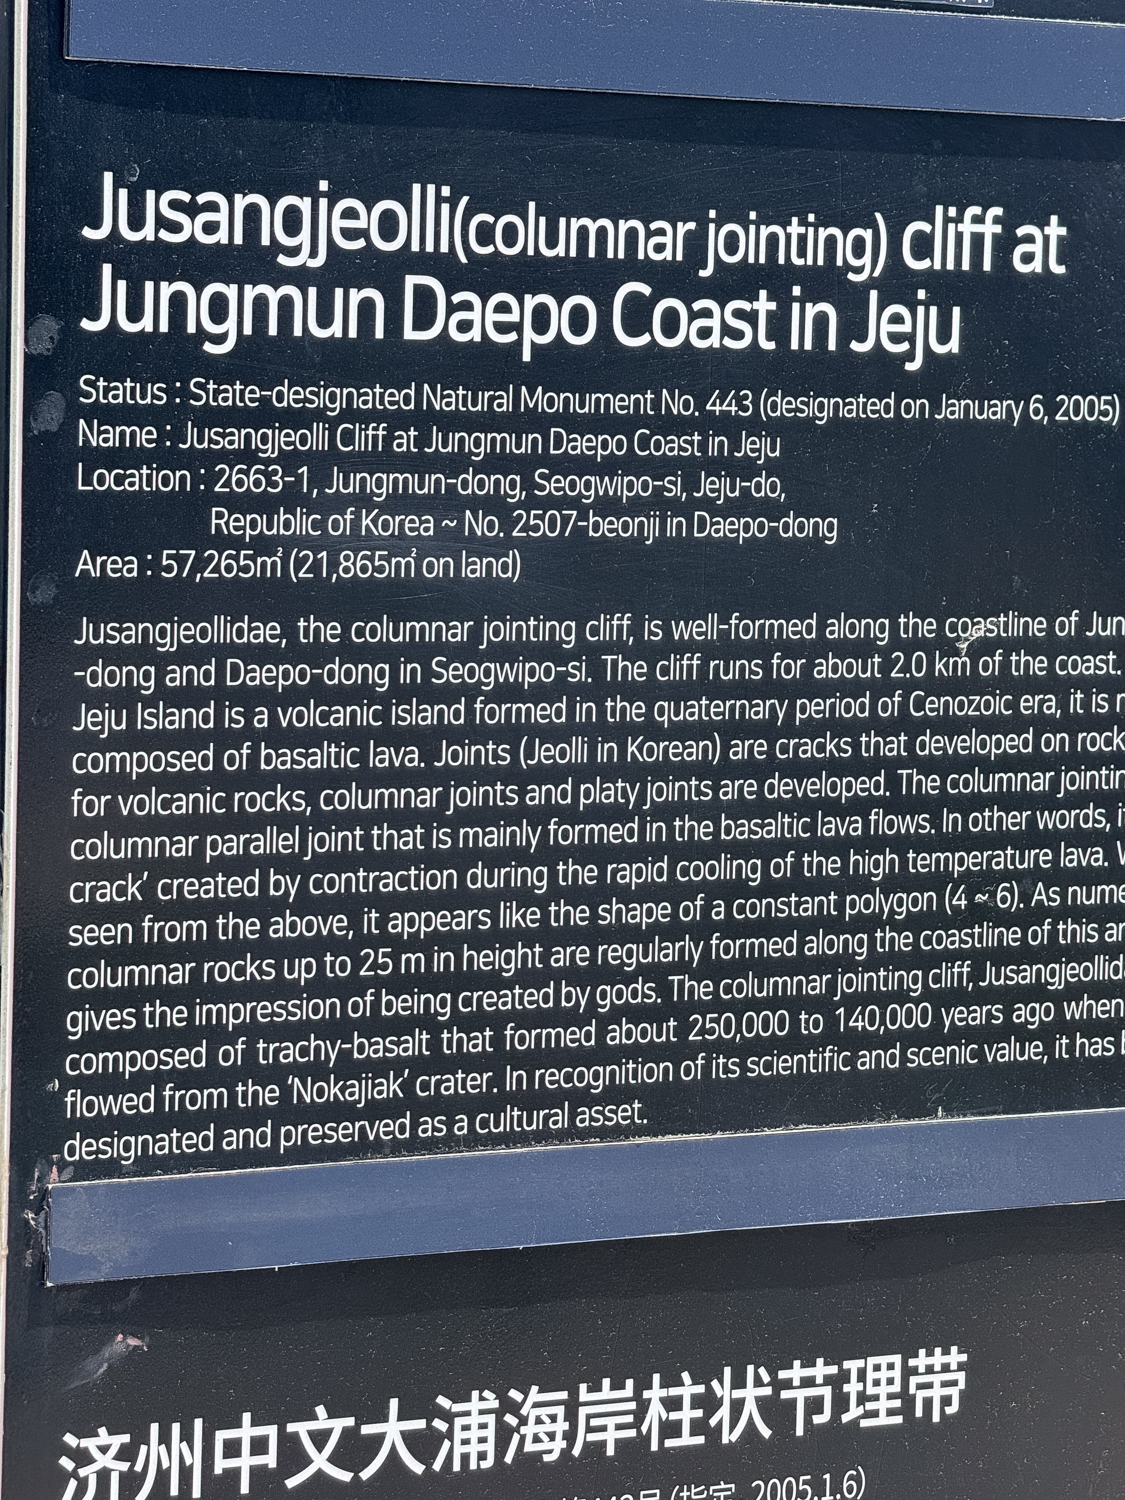 Jusangjeolli(columnar jointing) cliff at
Jungmun Daepo Coast in Jeju
Status : State-designated Natural Monument No. 443 (designated on January 6, 2005)
Name : Jusangjeolli Cliff at Jungmun Daepo Coast in Jeju
Location : 2663-1, Jungmun-dong, Seogwipo-si, Jeju-do,
Republic of Korea ~ No. 2507-beonji in Daepo-dong
Area : 57,265㎡ (21,865㎡ on land)
Jusangjeollidae, the columnar jointing cliff, is well-formed along the coastline of Jun
-dong and Daepo-dong in Seogwipo-si. The cliff runs for about 2.0 km of the coast.
Jeju Island is a volcanic island formed in the quaternary period of Cenozoic era, it is
composed of basaltic lava. Joints (Jeolli in Korean) are cracks that developed on rock
for volcanic rocks, columnar joints and platy joints are developed. The columnar jointin
columnar parallel joint that is mainly formed in the basaltic lava flows. In other words,
crack’ created by contraction during the rapid cooling of the high temperature lava.
seen from the above, it appears like the shape of a constant polygon (4 ~ 6). As nume
columnar rocks up to 25 m in height are regularly formed along the coastline of this ar
gives the impression of being created by gods. The columnar jointing cliff, Jusangjeollid
composed of trachy-basalt that formed about 250,000 to 140,000 years ago when
flowed from the ‘Nokajiak’ crater. In recognition of its scientific and scenic value, it has
designated and preserved as a cultural asset.
济州中文大浦海岸柱状节理带
(指定, 2005.1.6)